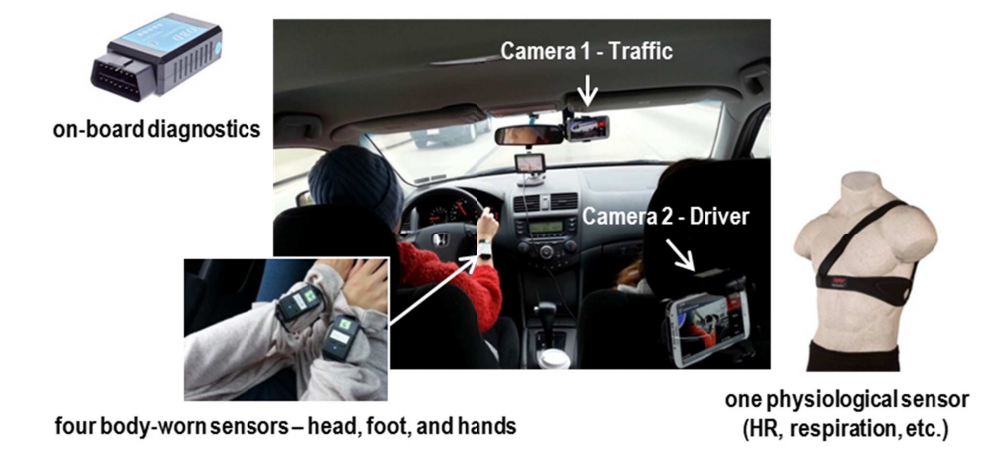 Camera 1 - Traffic
on-board diagnostics
Camera 2 - Driver
four body-worn sensors – head, foot, and hands
one physiological sensor
(HR, respiration, etc.)